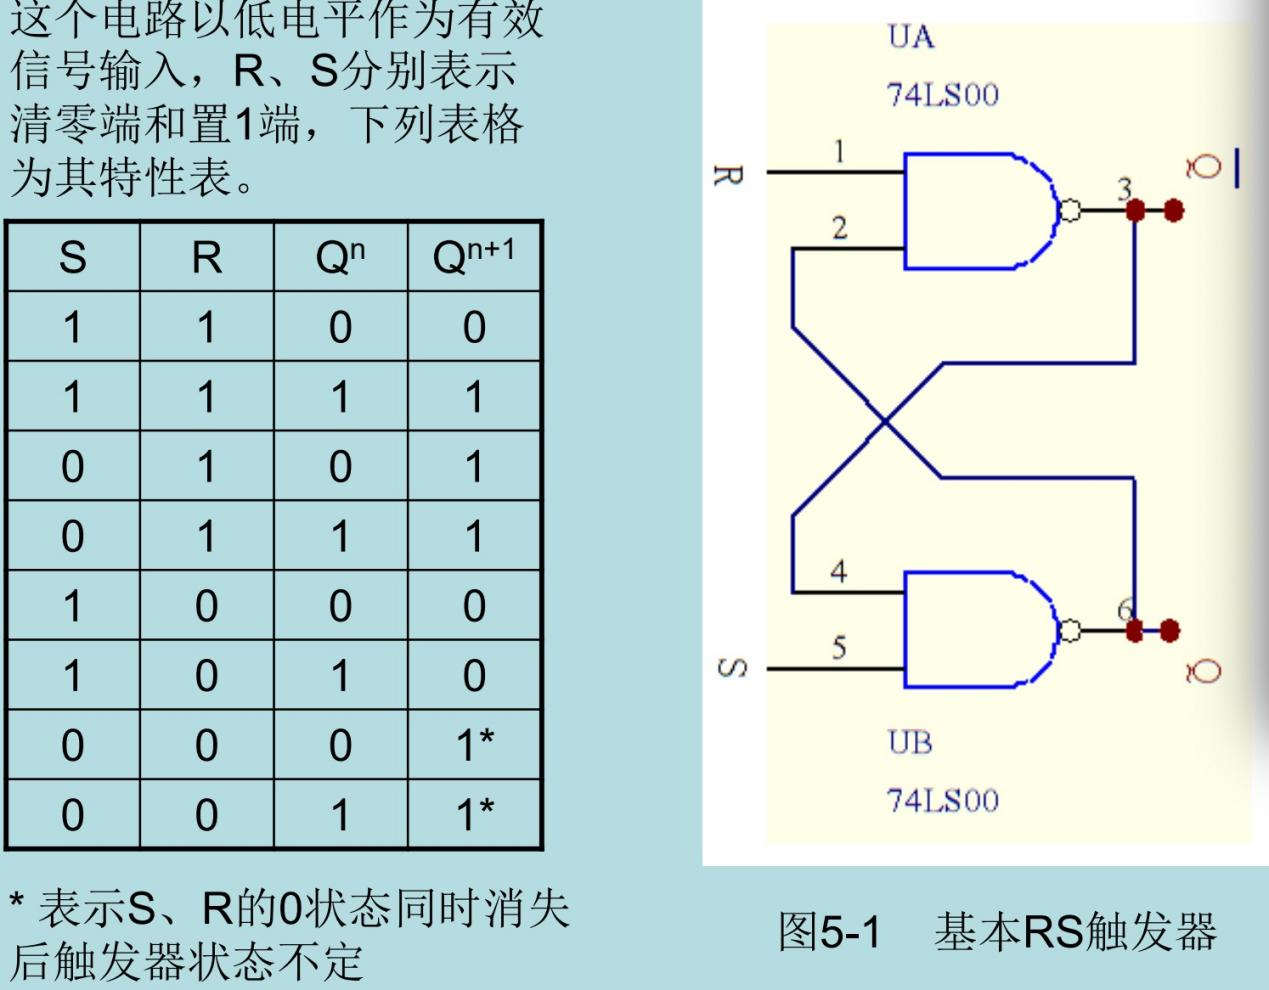 这个电路以低电平作为有效
信号输入，R、S分别表示
清零端和置1端，下列表格
为其特性表。
S R Qⁿ Qⁿ⁺¹
1 1 0 0
1 1 1 1
0 1 0 1
0 1 1 1
1 0 0 0
1 0 1 0
0 0 0 1*
0 0 1 1*
* 表示S、R的0状态同时消失
后触发器状态不定
UA
74LS00
R
1
2
3
Q
4
5
6
S
Q
UB
74LS00
图5-1 基本RS触发器